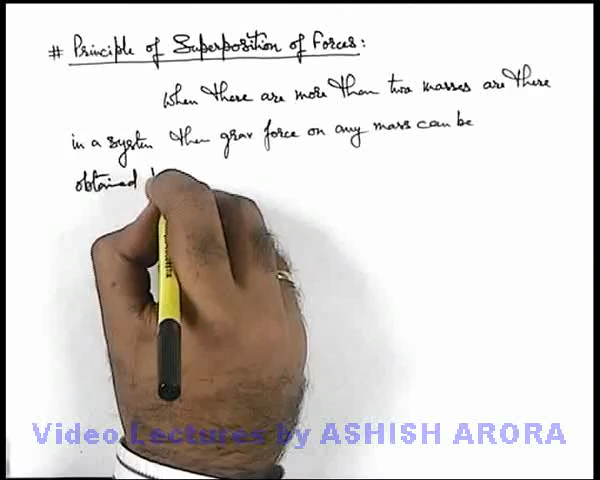 # Principle of Superposition of Forces:
When there are more than two masses are there
in a system then grav force on any mass can be
obtained
Video Lectures by ASHISH ARORA